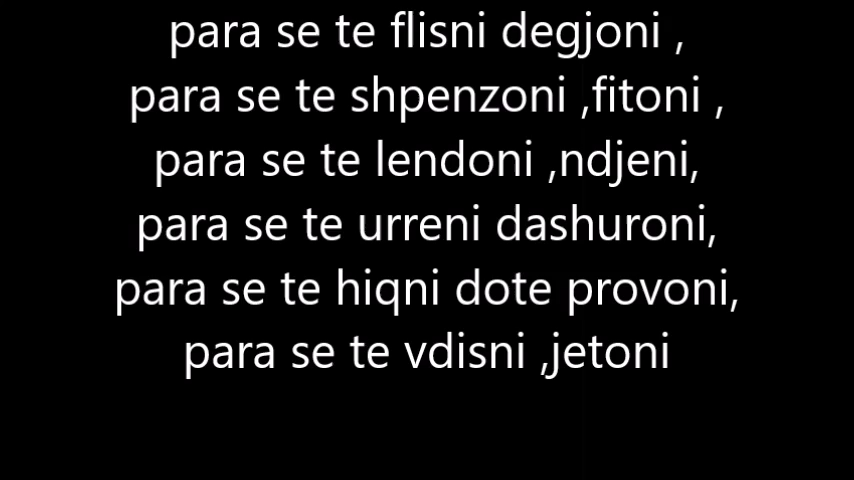 para se te flisni degjoni ,
para se te shpenzoni ,fitoni ,
para se te lendoni ,ndjeni,
para se te urreni dashuroni,
para se te hiqni dote provoni,
para se te vdisni ,jetoni